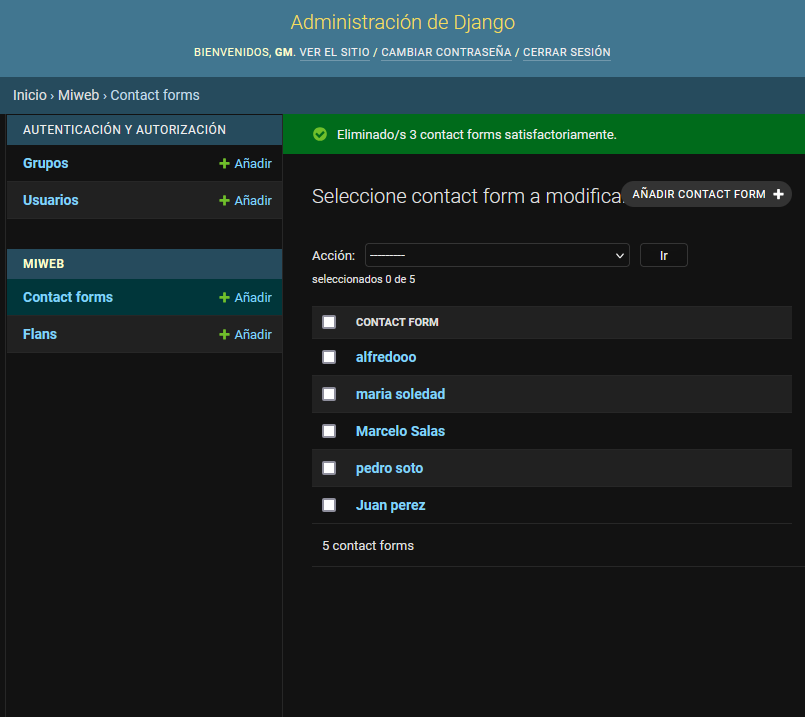 Administración de Django
BIENVENIDOS, GM. VER EL SITIO / CAMBIAR CONTRASEÑA / CERRAR SESIÓN
Inicio › Miweb › Contact forms
AUTENTICACIÓN Y AUTORIZACIÓN
Grupos + Añadir
Usuarios + Añadir
MIWEB
Contact forms + Añadir
Flans + Añadir
Eliminado/s 3 contact forms satisfactoriamente.
Seleccione contact form a modifica
AÑADIR CONTACT FORM +
Acción: --------- Ir
seleccionados 0 de 5
CONTACT FORM
alfredooo
maria soledad
Marcelo Salas
pedro soto
Juan perez
5 contact forms